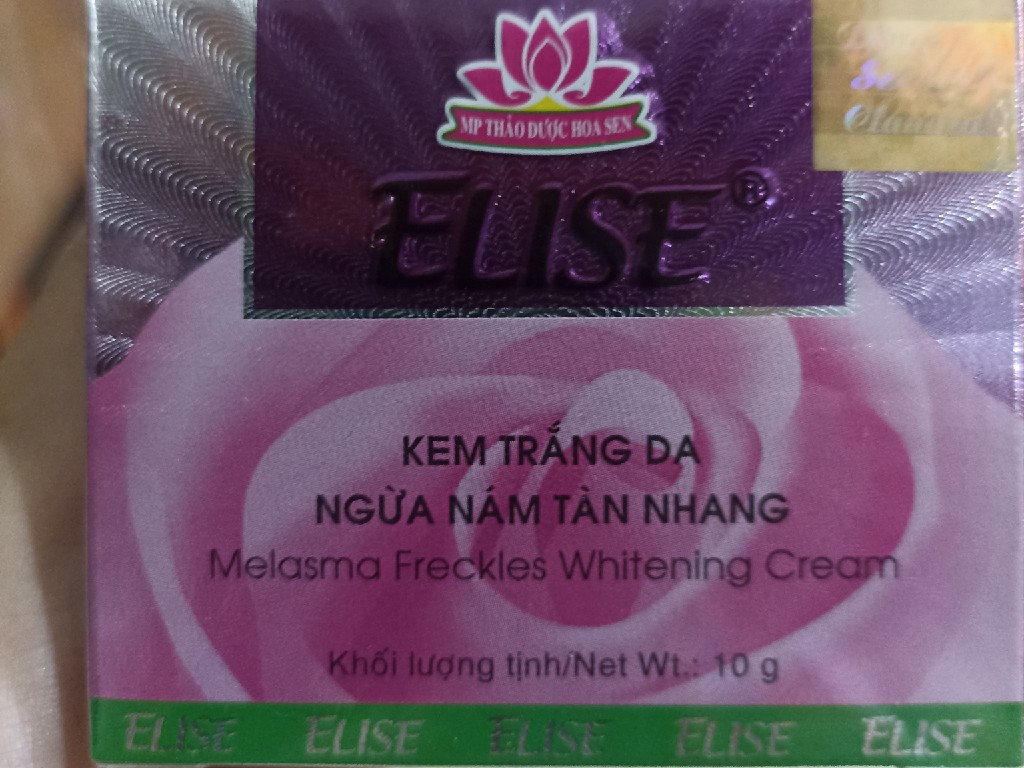 MP THẢO DƯỢC HOA SEN
ELISE®
KEM TRẮNG DA
NGỪA NÁM TÀN NHANG
Melasma Freckles Whitening Cream
Khối lượng tịnh/Net Wt.: 10 g
ELISE ELISE ELISE ELISE ELISE